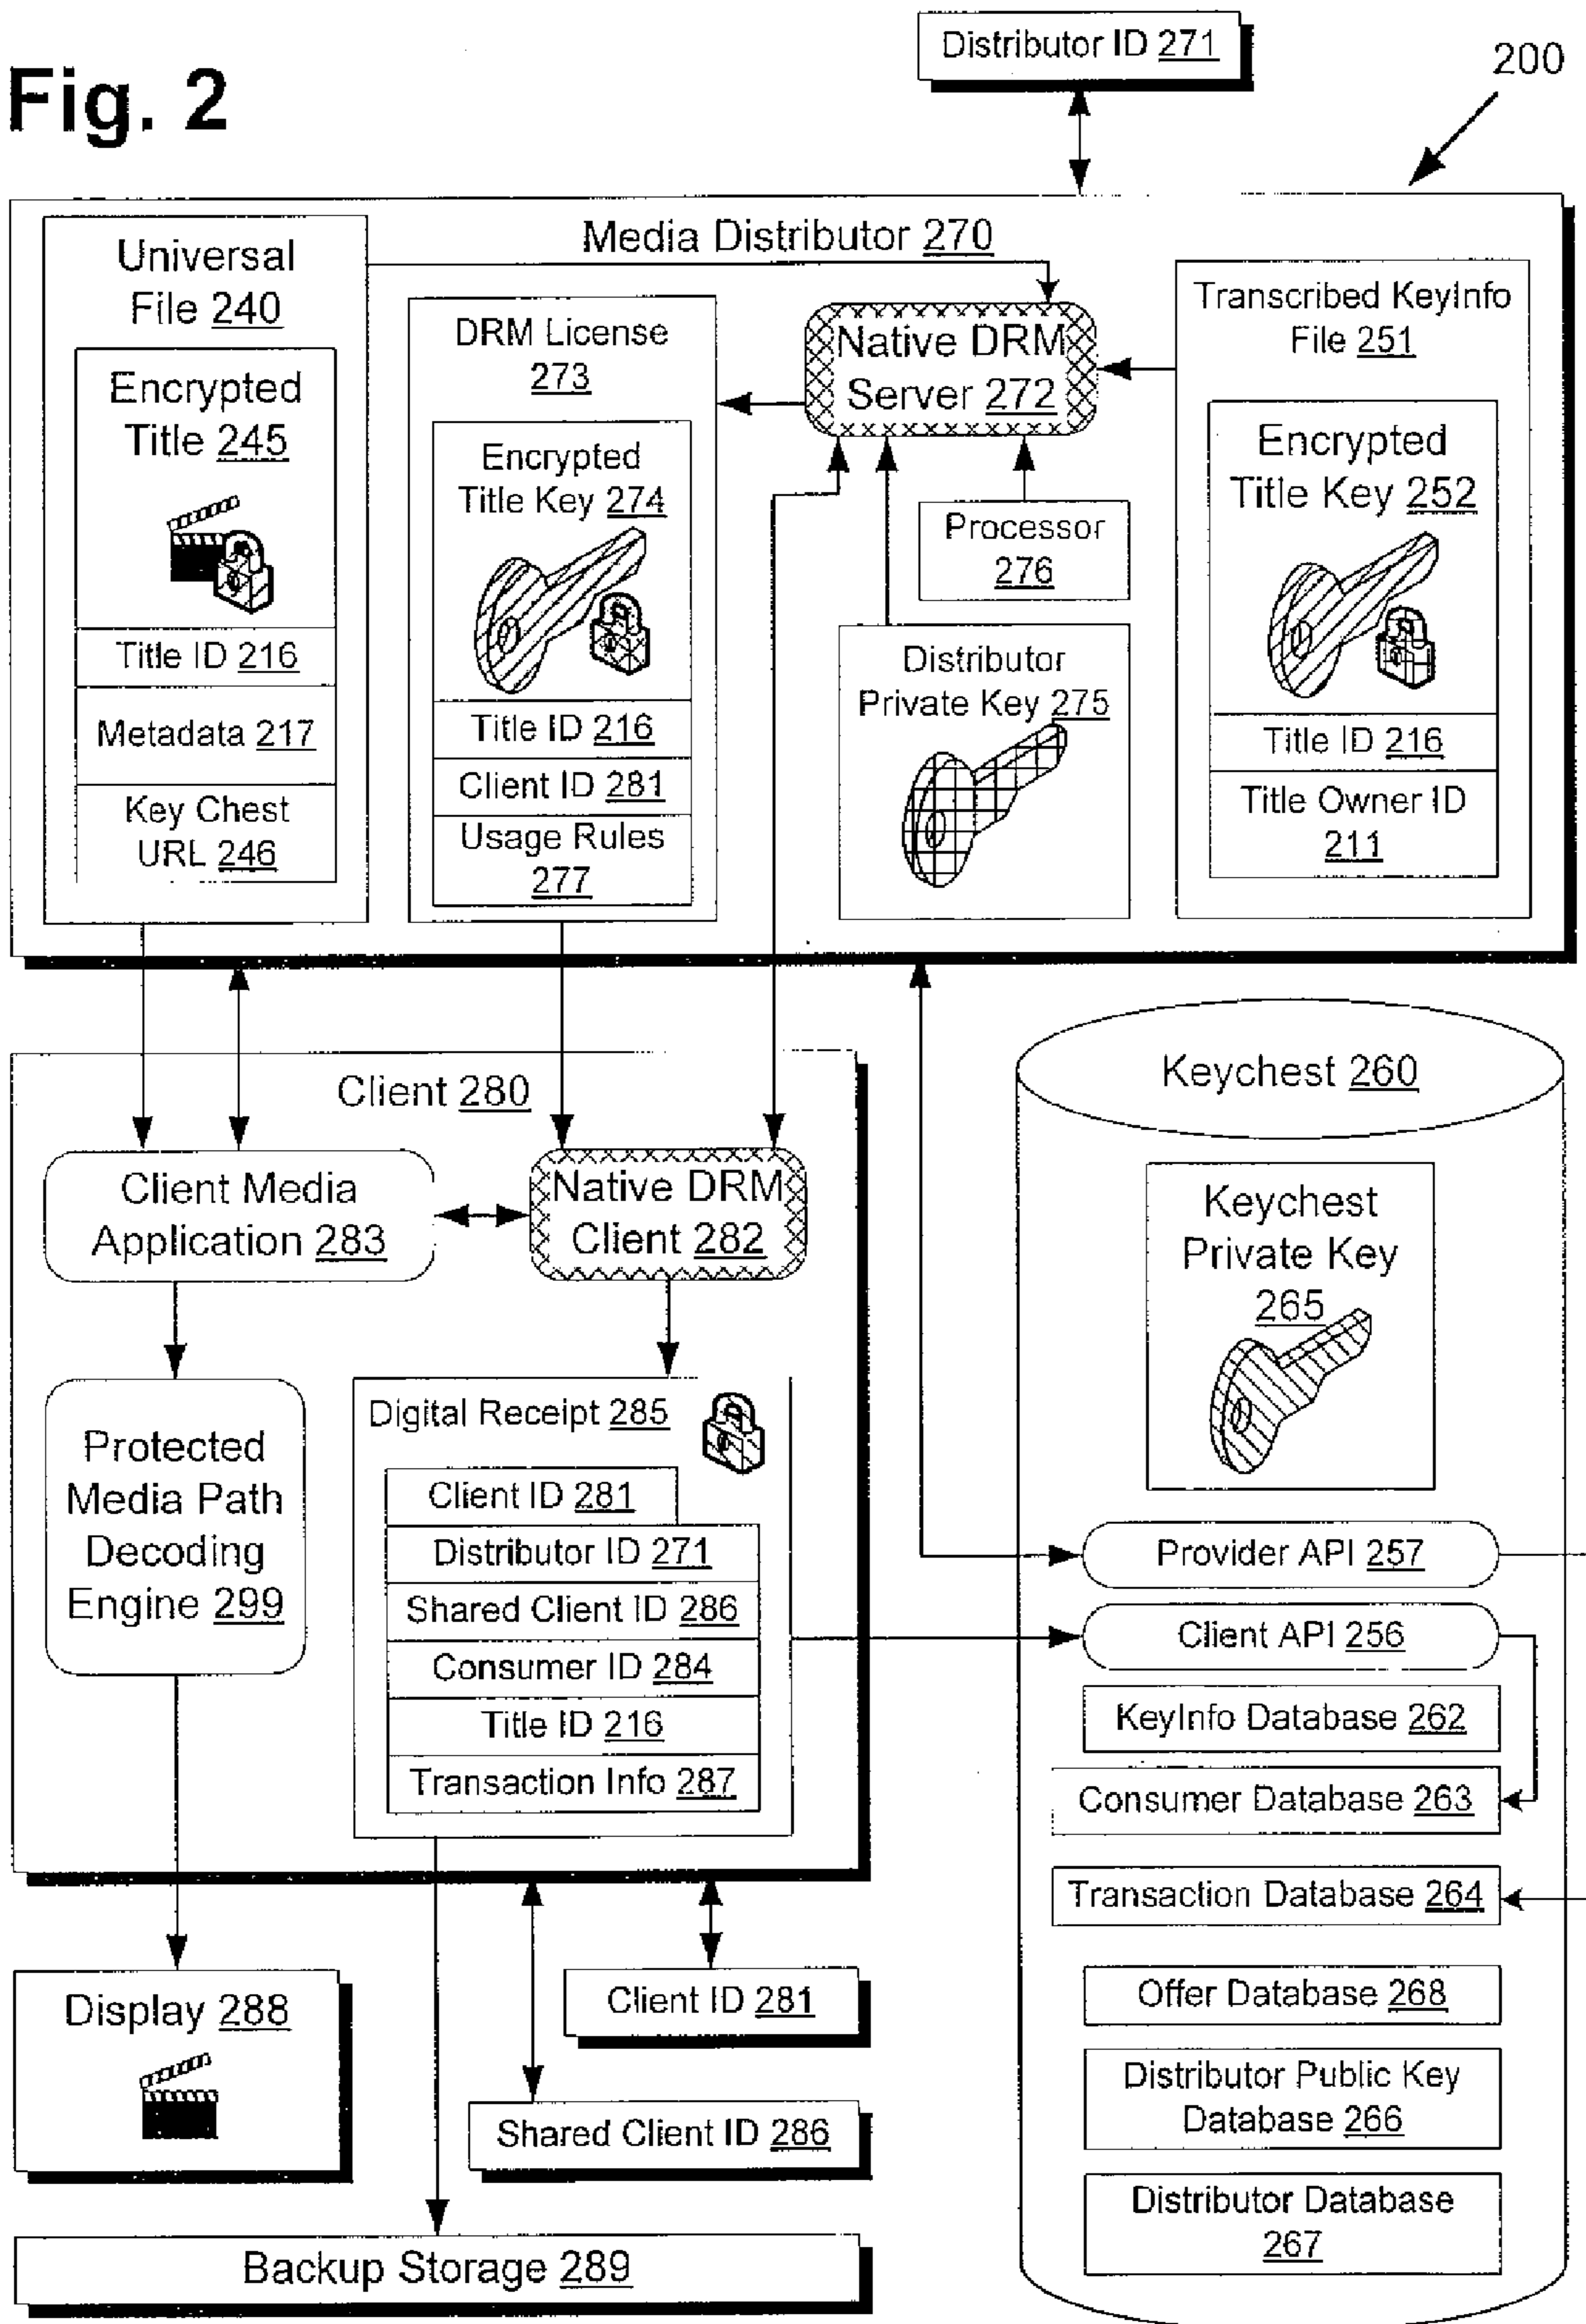 Fig. 2
Distributor ID 271
200
Media Distributor 270
Universal
File 240
Encrypted
Title 245
Title ID 216
Metadata 217
Key Chest
URL 246
DRM License
273
Encrypted
Title Key 274
Title ID 216
Client ID 281
Usage Rules
277
Native DRM
Server 272
Processor
276
Distributor
Private Key 275
Transcribed KeyInfo
File 251
Encrypted
Title Key 252
Title ID 216
Title Owner ID
211
Client 280
Client Media
Application 283
Native DRM
Client 282
Protected
Media Path
Decoding
Engine 299
Digital Receipt 285
Client ID 281
Distributor ID 271
Shared Client ID 286
Consumer ID 284
Title ID 216
Transaction Info 287
Display 288
Client ID 281
Shared Client ID 286
Backup Storage 289
Keychest 260
Keychest
Private Key
265
Provider API 257
Client API 256
KeyInfo Database 262
Consumer Database 263
Transaction Database 264
Offer Database 268
Distributor Public Key
Database 266
Distributor Database
267